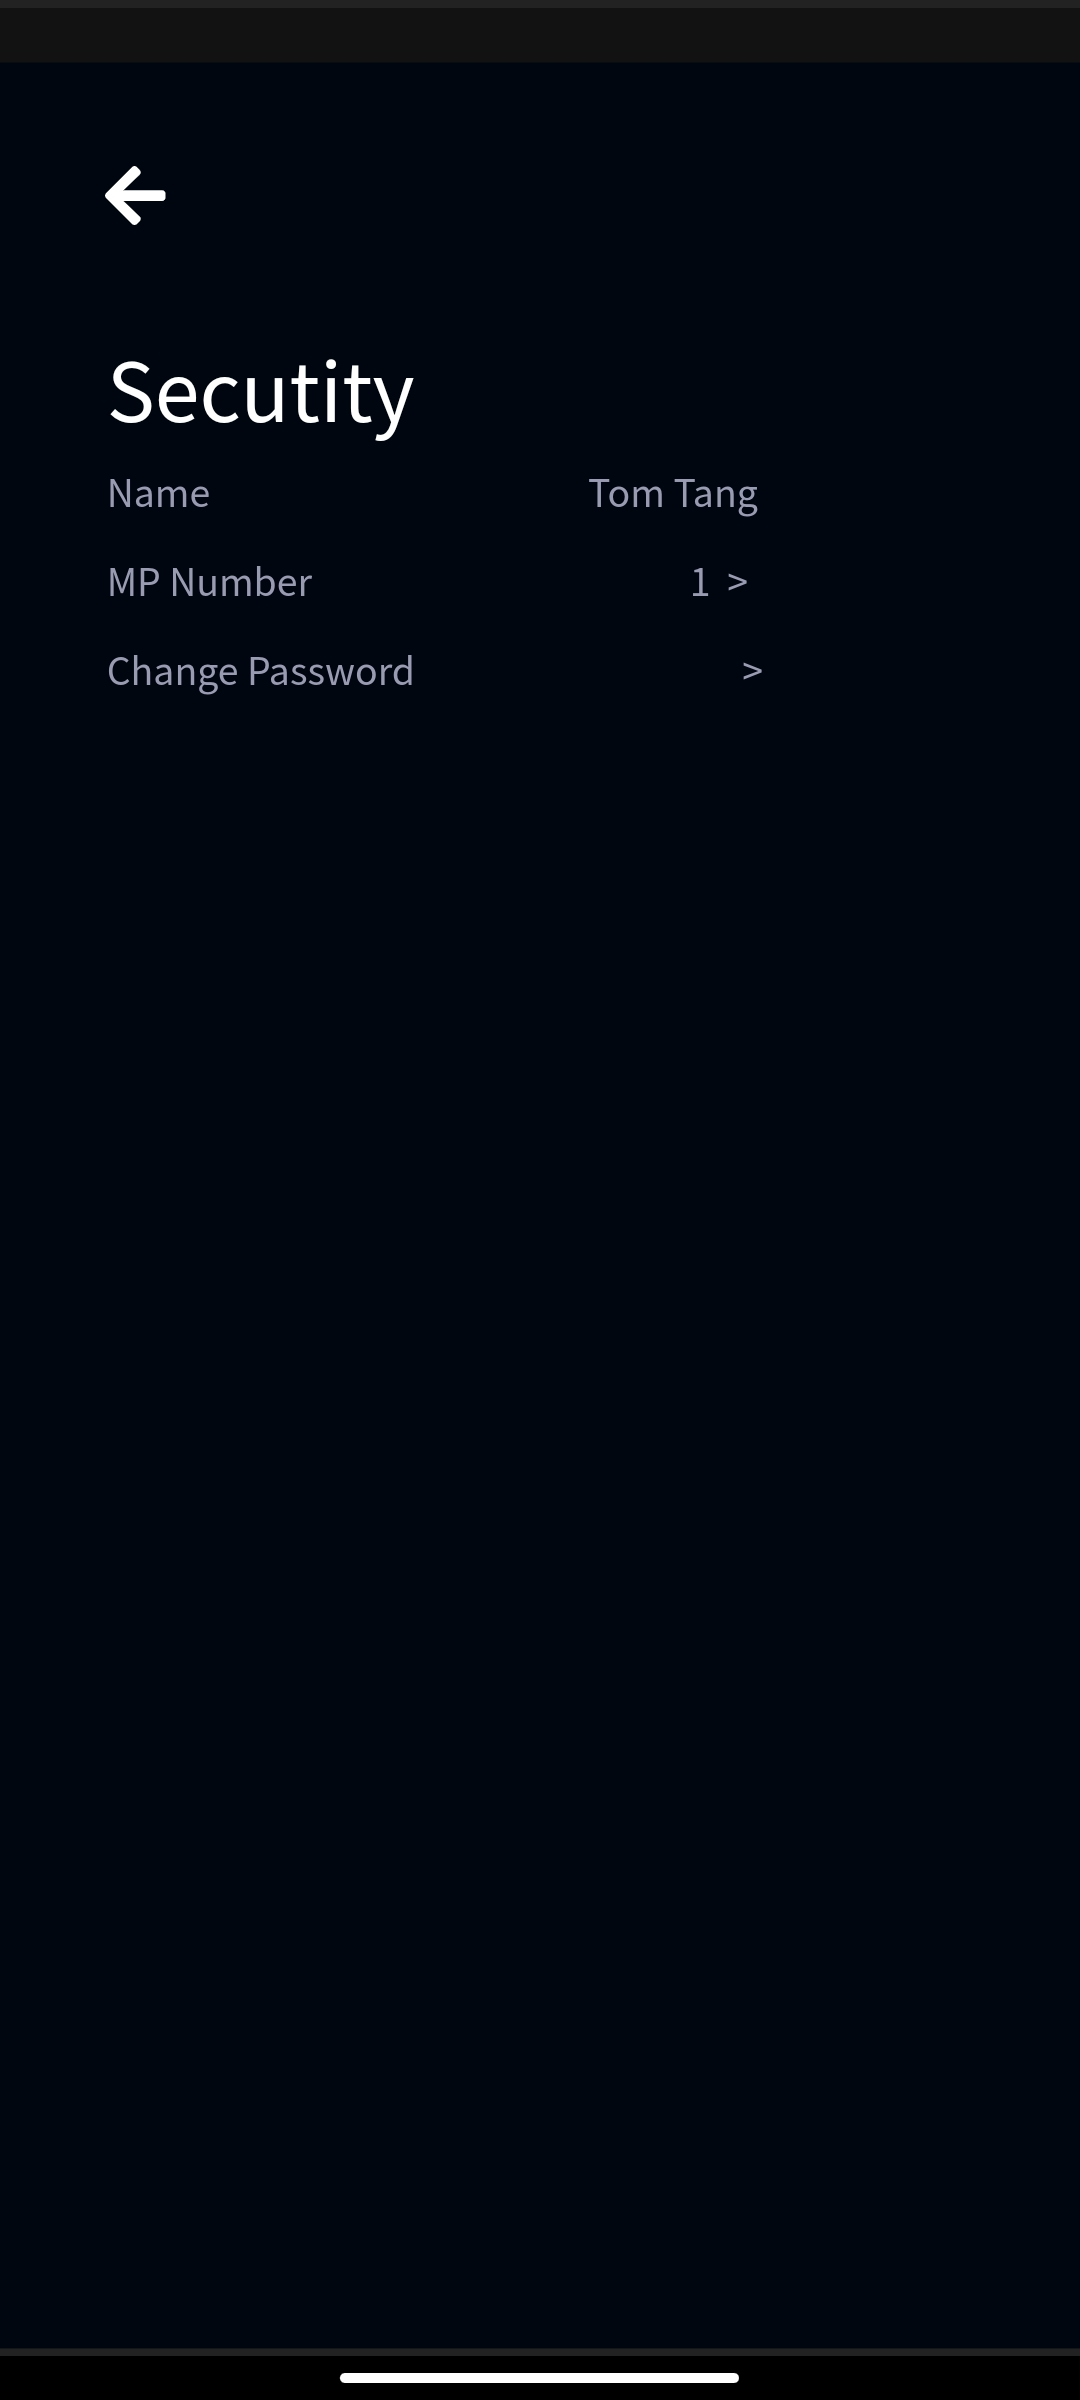 Secutity
Name Tom Tang
MP Number 1 >
Change Password >